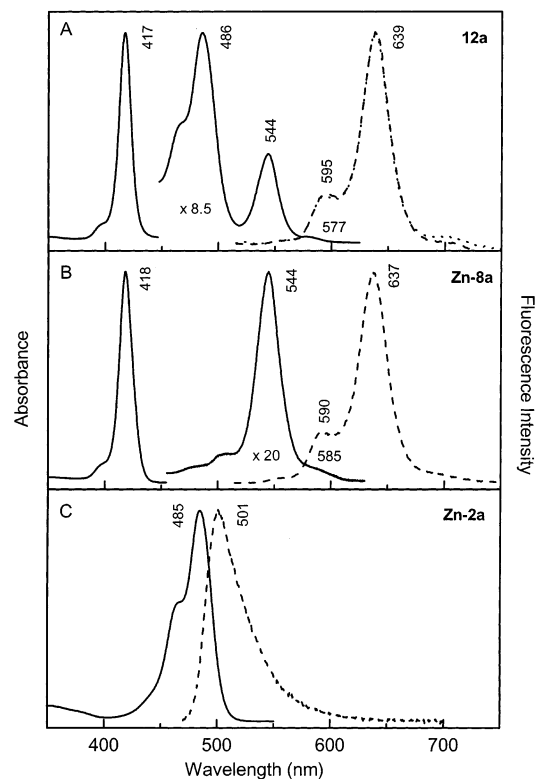 A
417
486
639
12a
544
595
x 8.5
577
B
418
544
637
Zn-8a
590
x 20
585
Absorbance
Fluorescence Intensity
C
485
501
Zn-2a
400
500
600
700
Wavelength (nm)